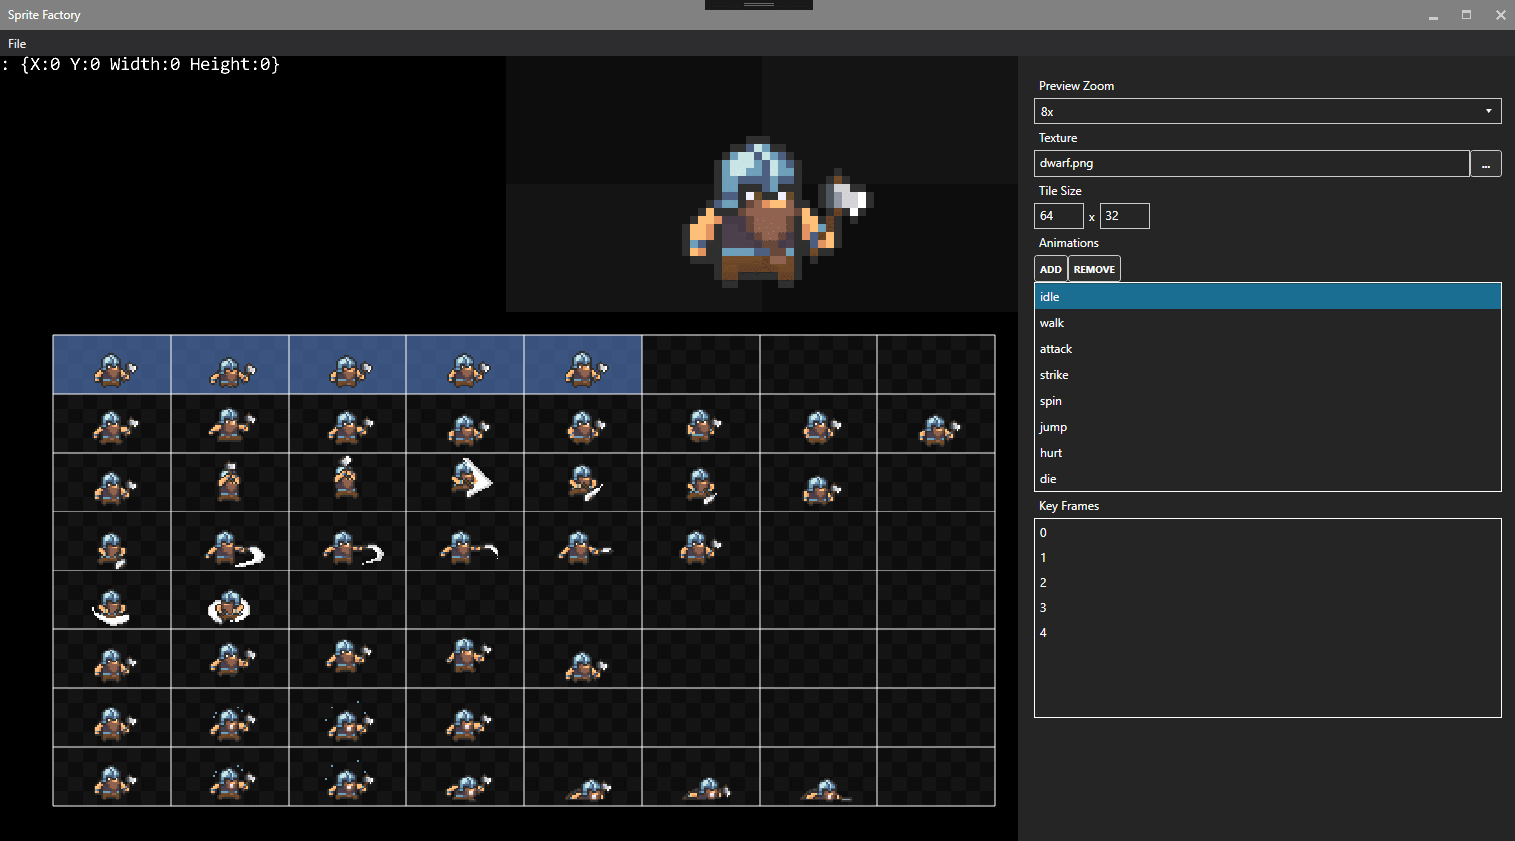 Sprite Factory
File
: {X:0 Y:0 Width:0 Height:0}
Preview Zoom
8x
Texture
dwarf.png
...
Tile Size
64 x 32
Animations
ADD REMOVE
idle
walk
attack
strike
spin
jump
hurt
die
Key Frames
0
1
2
3
4